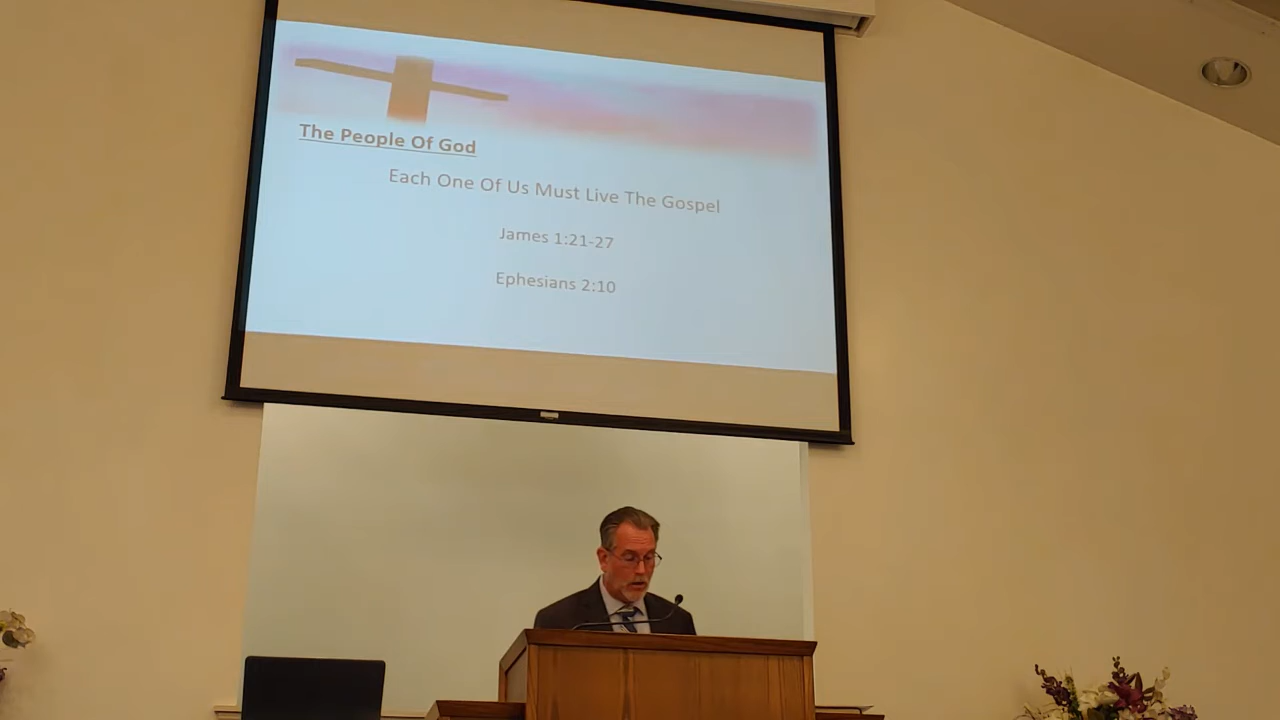 The People Of God
Each One Of Us Must Live The Gospel
James 1:21-27
Ephesians 2:10